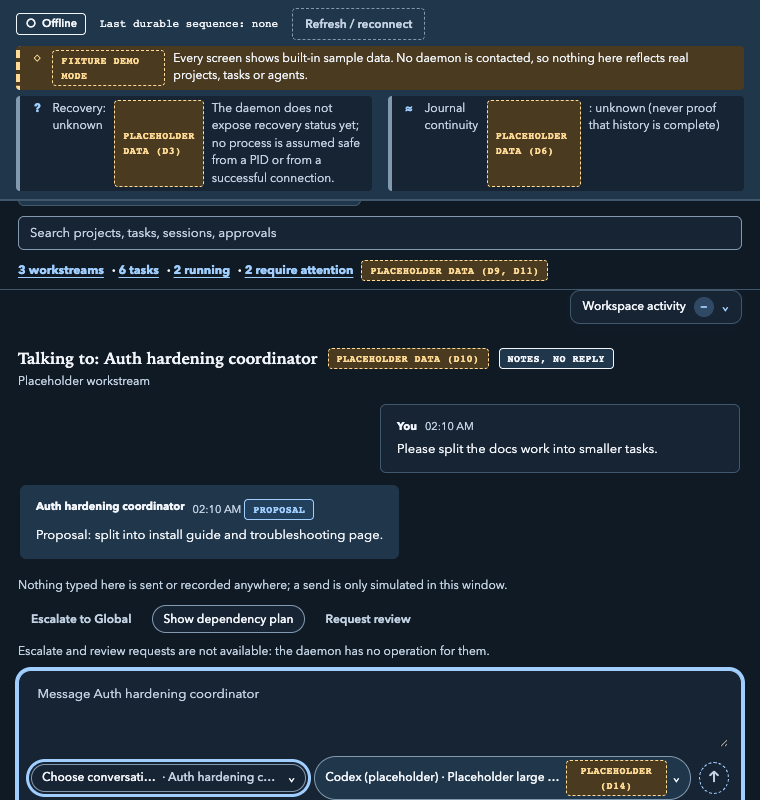 Offline
Last durable sequence: none
Refresh / reconnect
FIXTURE DEMO
MODE
Every screen shows built-in sample data. No daemon is contacted, so nothing here reflects real
projects, tasks or agents.
? Recovery:
unknown
PLACEHOLDER
DATA (D3)
The daemon does not
expose recovery status yet;
no process is assumed safe
from a PID or from a
successful connection.
≈ Journal
continuity
PLACEHOLDER
DATA (D6)
: unknown (never proof
that history is complete)
Search projects, tasks, sessions, approvals
3 workstreams · 6 tasks · 2 running · 2 require attention PLACEHOLDER DATA (D9, D11)
Workspace activity –
Talking to: Auth hardening coordinator PLACEHOLDER DATA (D10) NOTES, NO REPLY
Placeholder workstream
You 02:10 AM
Please split the docs work into smaller tasks.
Auth hardening coordinator 02:10 AM PROPOSAL
Proposal: split into install guide and troubleshooting page.
Nothing typed here is sent or recorded anywhere; a send is only simulated in this window.
Escalate to Global
Show dependency plan
Request review
Escalate and review requests are not available: the daemon has no operation for them.
Message Auth hardening coordinator
Choose conversati... · Auth hardening c...
Codex (placeholder) · Placeholder large ...
PLACEHOLDER
(D14)